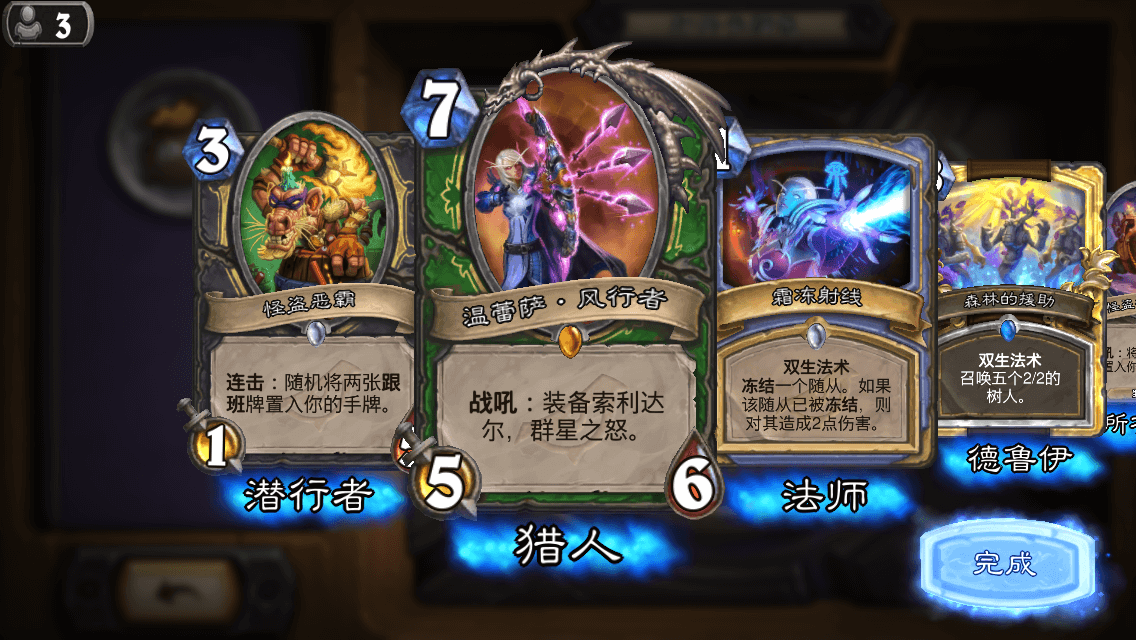 3
3
怪盗恶霸
连击：随机将两张跟
班牌置入你的手牌。
1
潜行者
7
温蕾萨·风行者
战吼：装备索利达
尔，群星之怒。
5
6
猎人
霜冻射线
双生法术
冻结一个随从。如果
该随从已被冻结，则
对其造成2点伤害。
法师
森林的援助
双生法术
召唤五个2/2的
树人。
德鲁伊
完成